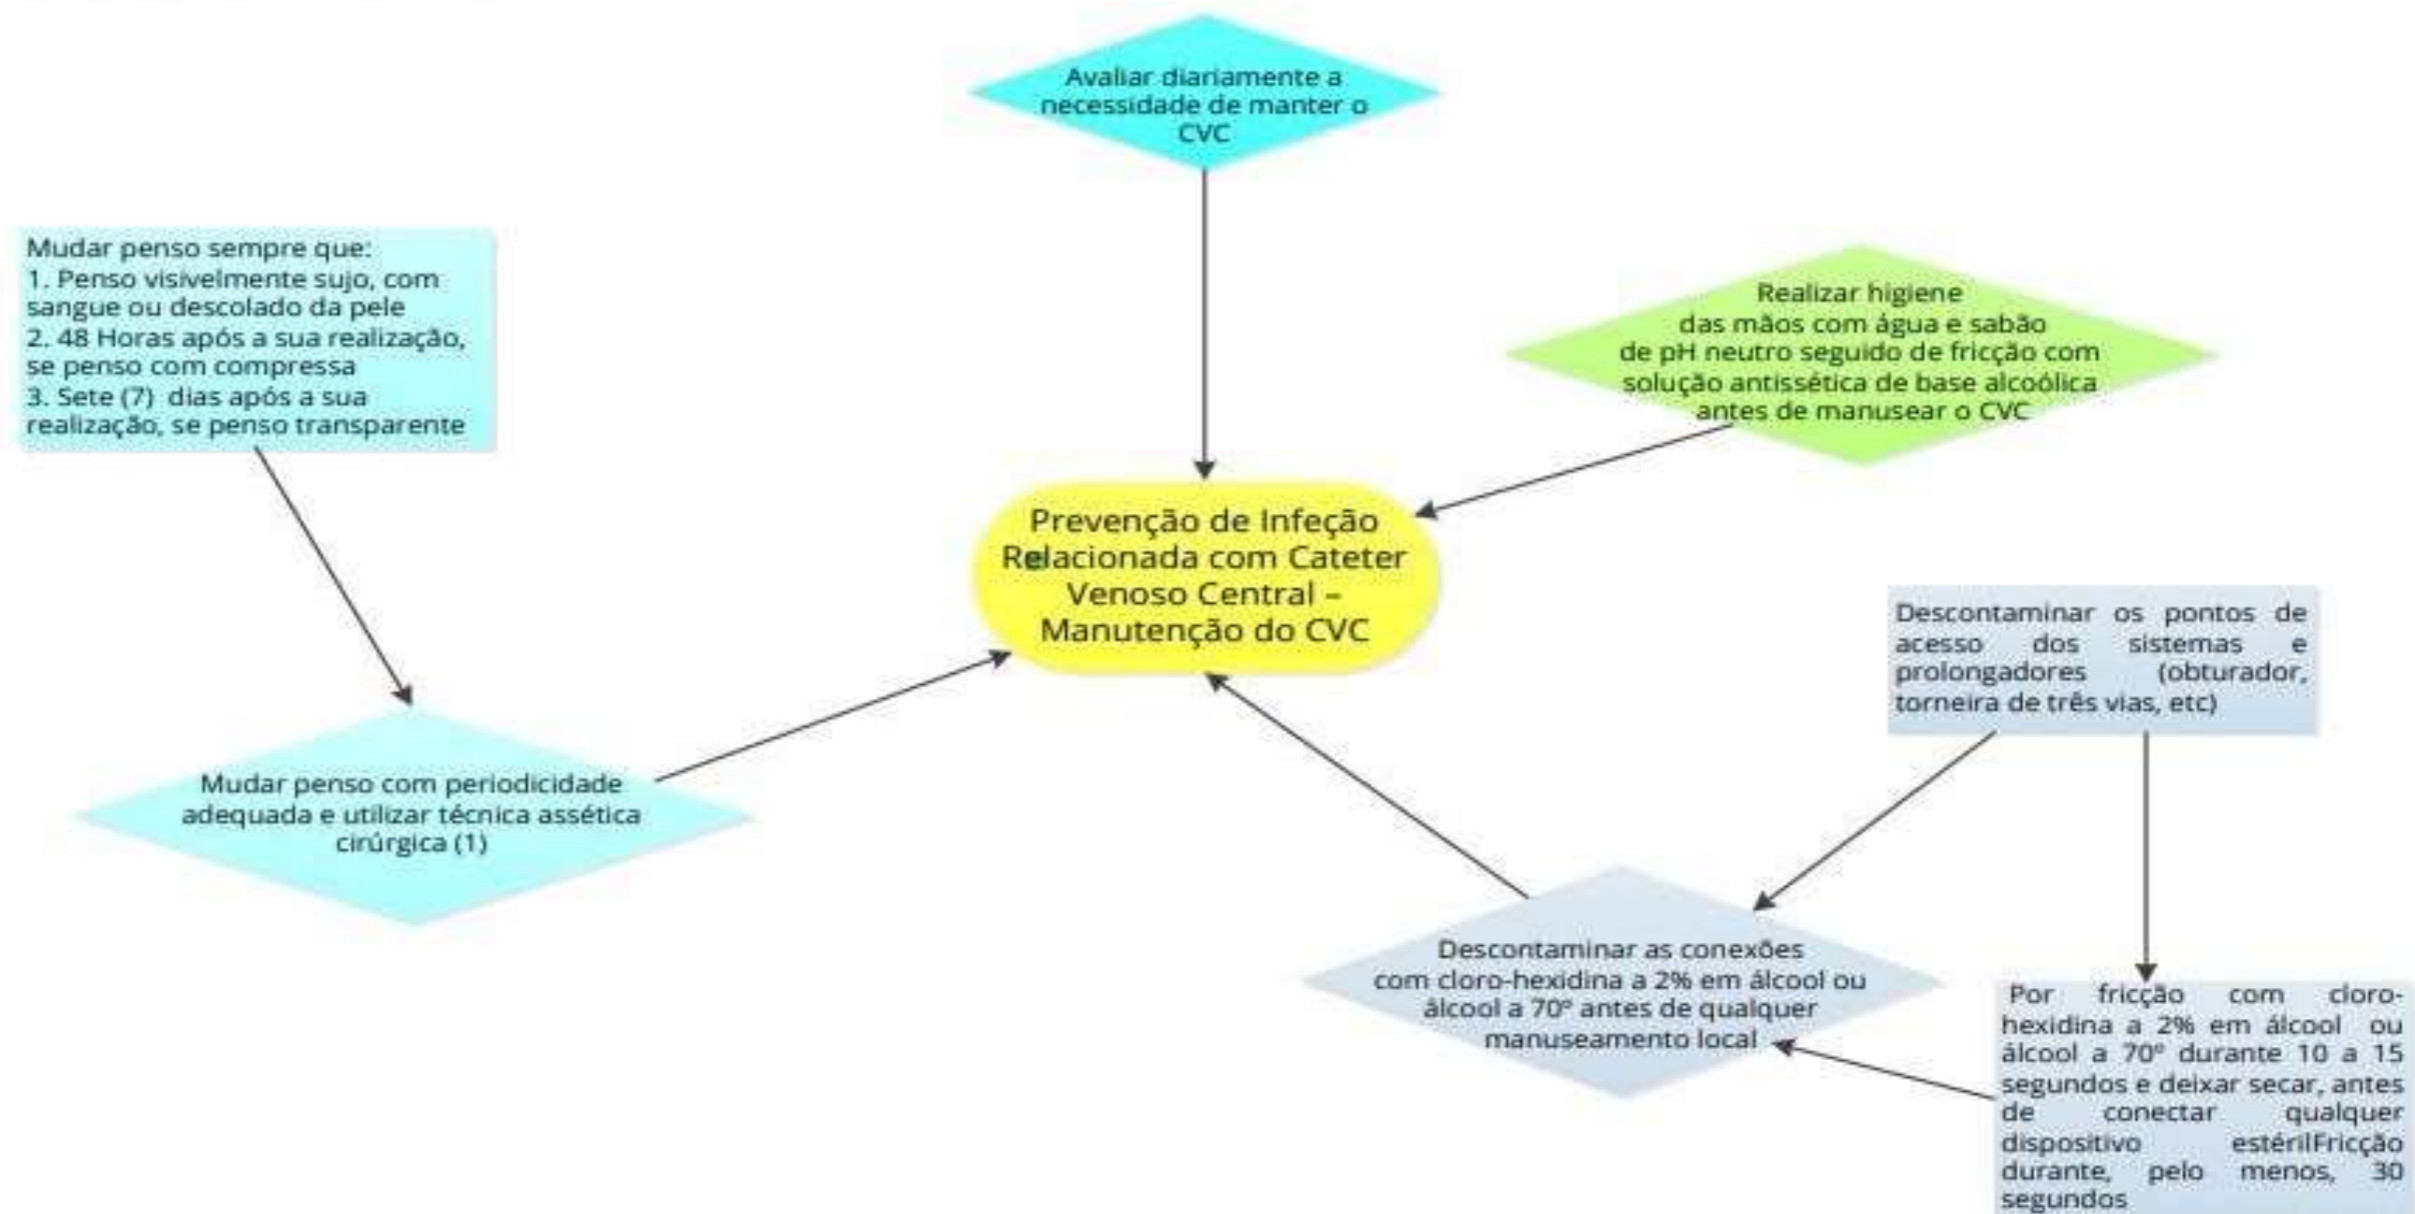 Avaliar diariamente a
necessidade de manter o
CVC
Mudar penso sempre que:
1. Penso visivelmente sujo, com
sangue ou descolado da pele
2. 48 Horas após a sua realização,
se penso com compressa
3. Sete (7) dias após a sua
realização, se penso transparente
Realizar higiene
das mãos com água e sabão
de pH neutro seguido de fricção com
solução antissética de base alcoólica
antes de manusear o CVC
Prevenção de Infeção
Relacionada com Cateter
Venoso Central –
Manutenção do CVC
Descontaminar os pontos de
acesso dos sistemas e
prolongadores (obturador,
torneira de três vias, etc)
Mudar penso com periodicidade
adequada e utilizar técnica assética
cirúrgica (1)
Descontaminar as conexões
com cloro-hexidina a 2% em álcool ou
álcool a 70º antes de qualquer
manuseamento local
Por fricção com cloro-
hexidina a 2% em álcool ou
álcool a 70º durante 10 a 15
segundos e deixar secar, antes
de conectar qualquer
dispositivo estérilFricção
durante, pelo menos, 30
segundos